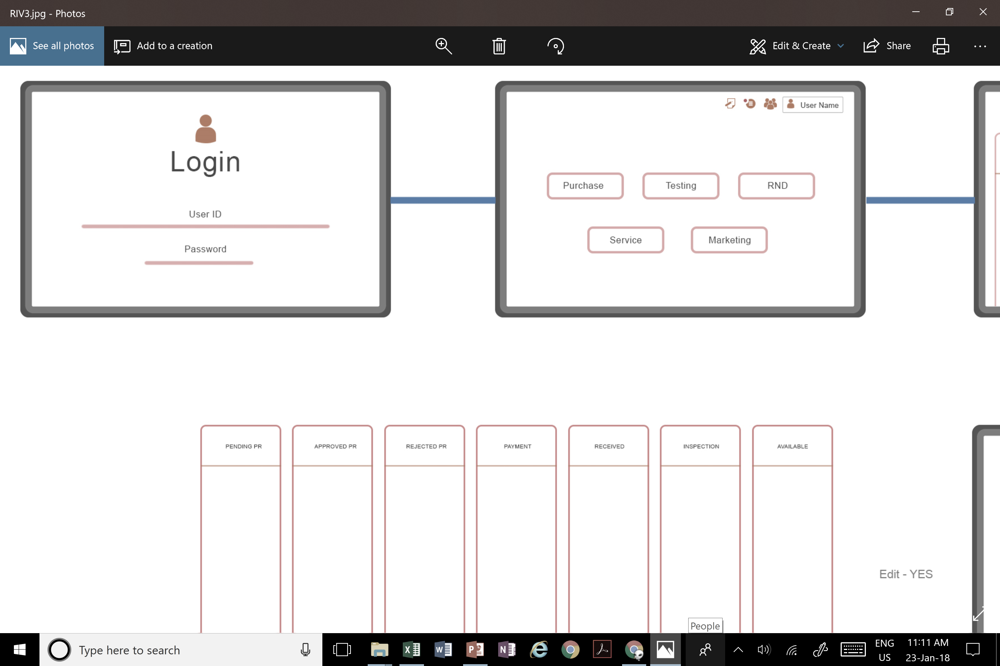 RIV3.jpg - Photos
See all photos
Add to a creation
Edit & Create
Share
Login
User ID
Password
User Name
Purchase
Testing
RND
Service
Marketing
PENDING PR
APPROVED PR
REJECTED PR
PAYMENT
RECEIVED
INSPECTION
AVAILABLE
Edit - YES
People
Type here to search
X
W
P
N
ENG
US
11:11 AM
23-Jan-18